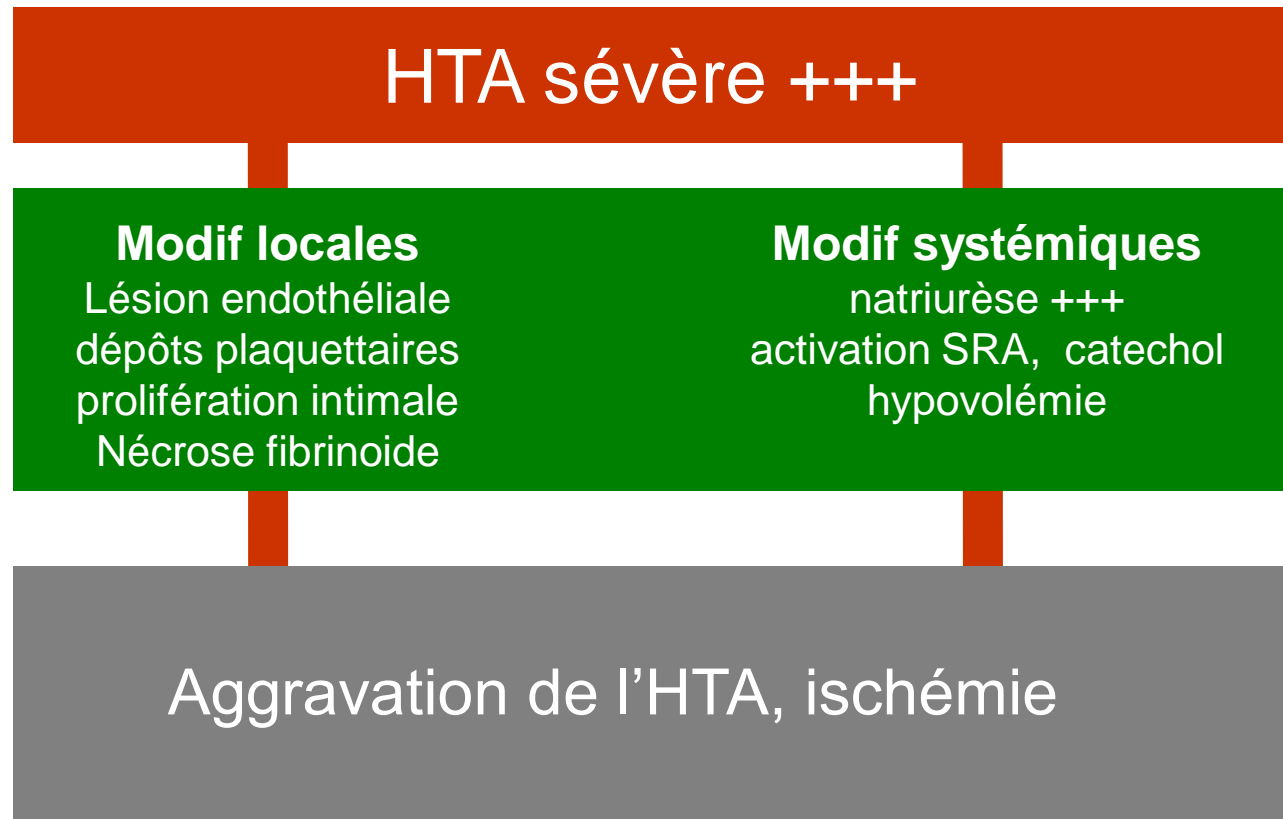 HTA sévère +++
Modif locales
Lésion endothéliale
dépôts plaquettaires
prolifération intimale
Nécrose fibrinoide
Modif systémiques
natriurèse +++
activation SRA, catechol
hypovolémie
Aggravation de l’HTA, ischémie